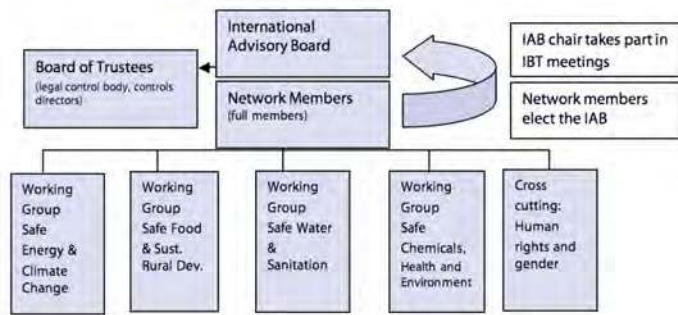 International
Advisory Board
IAB chair takes part in
IBT meetings
Board of Trustees
(legal control body, controls
directors)
Network Members
(full members)
Network members
elect the IAB
Working
Group
Safe
Energy &
Climate
Change
Working
Group
Safe Food
& Sust.
Rural Dev.
Working
Group
Safe Water
&
Sanitation
Working
Group
Safe
Chemicals,
Health and
Environment
Cross
cutting:
Human
rights and
gender